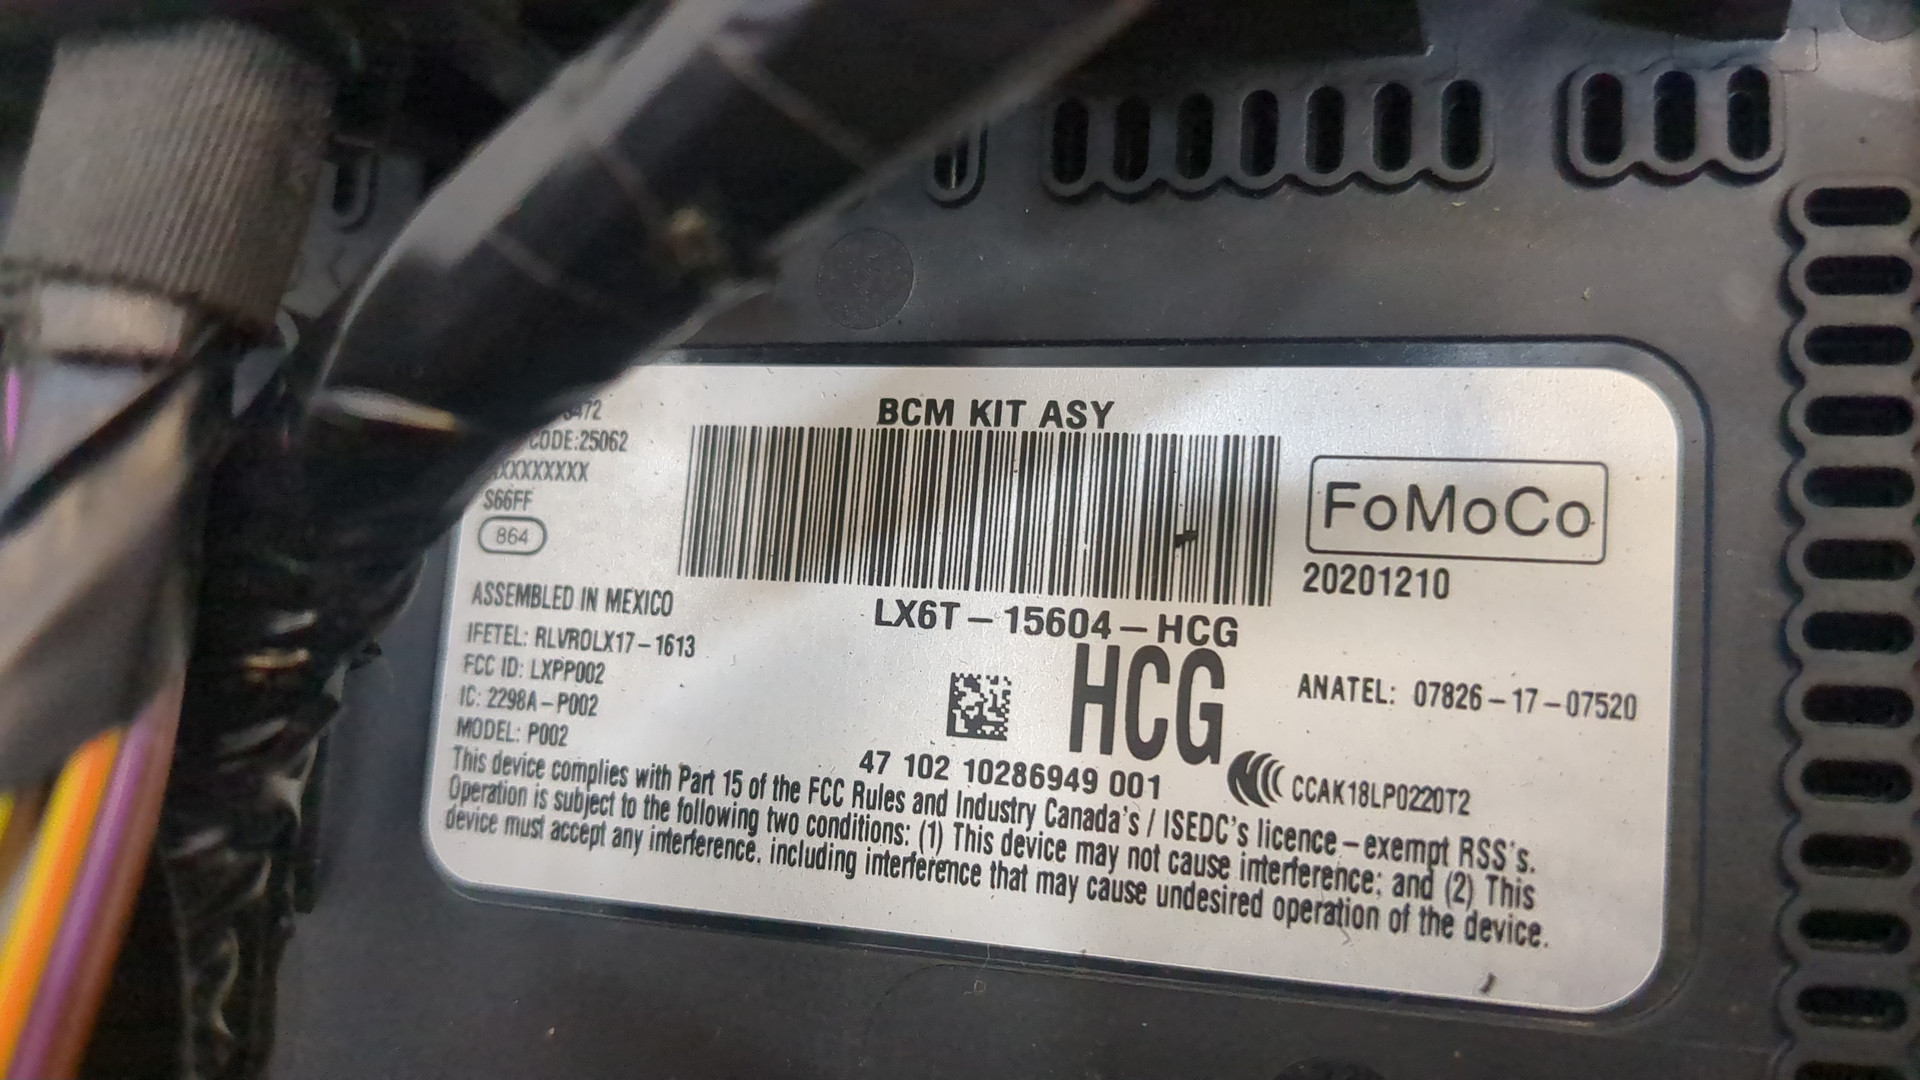 BCM KIT ASY
CODE:25062
S66FF
864
FoMoCo
20201210
ASSEMBLED IN MEXICO
IFETEL: RLVRDLX17-1613
FCC ID: LXPP002
IC: 2298A-P002
MODEL: P002
LX6T-15604-HCG
HCG
ANATEL: 07826-17-07520
47 102 10286949 001
CCAK18LP0220T2
This device complies with Part 15 of the FCC Rules and Industry Canada's / ISEDC's licence-exempt RSS's.
Operation is subject to the following two conditions: (1) This device may not cause interference; and (2) This
device must accept any interference, including interference that may cause undesired operation of the device.